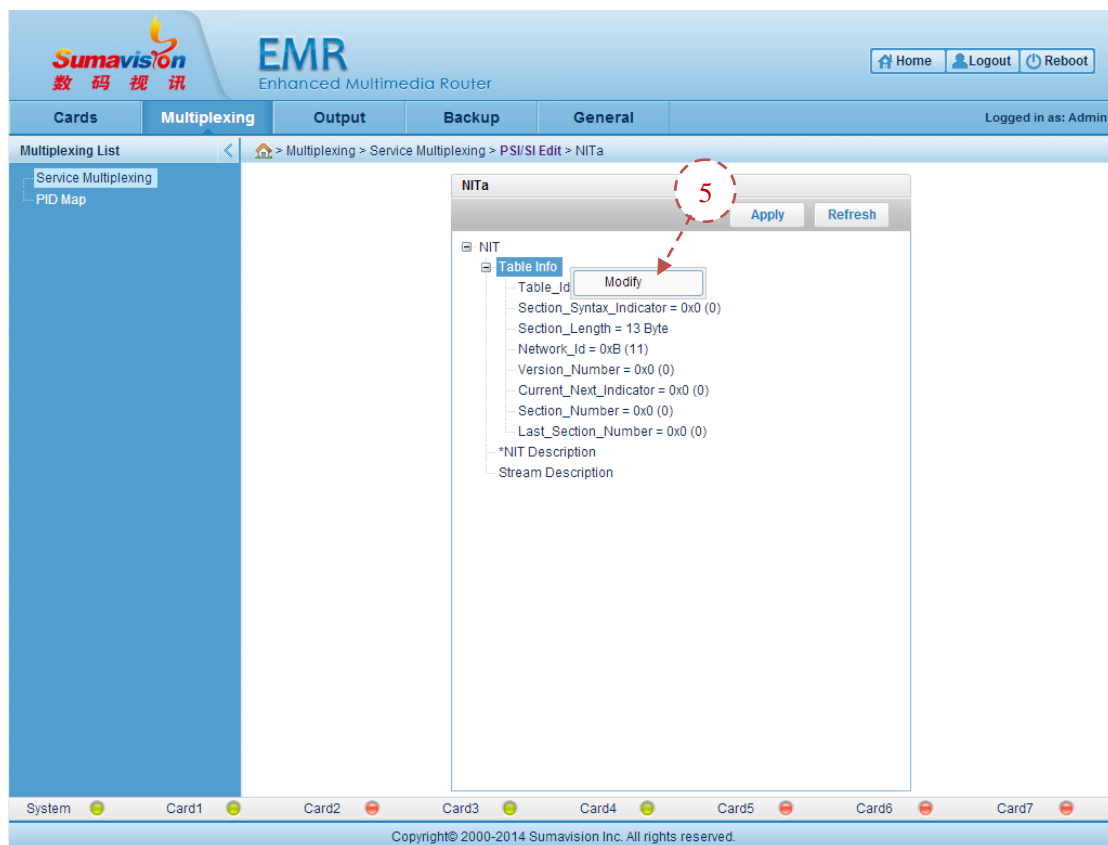 Sumavision
数码视讯
EMR
Enhanced Multimedia Router
Home Logout Reboot
Cards Multiplexing Output Backup General Logged in as: Admin
Multiplexing List
> Multiplexing > Service Multiplexing > PSI/SI Edit > NITa
Service Multiplexing
PID Map
NITa
5
Apply Refresh
NIT
Table Info
Modify
Table_Id
Section_Syntax_Indicator = 0x0 (0)
Section_Length = 13 Byte
Network_Id = 0xB (11)
Version_Number = 0x0 (0)
Current_Next_Indicator = 0x0 (0)
Section_Number = 0x0 (0)
Last_Section_Number = 0x0 (0)
*NIT Description
Stream Description
System Card1 Card2 Card3 Card4 Card5 Card6 Card7
Copyright© 2000-2014 Sumavision Inc. All rights reserved.